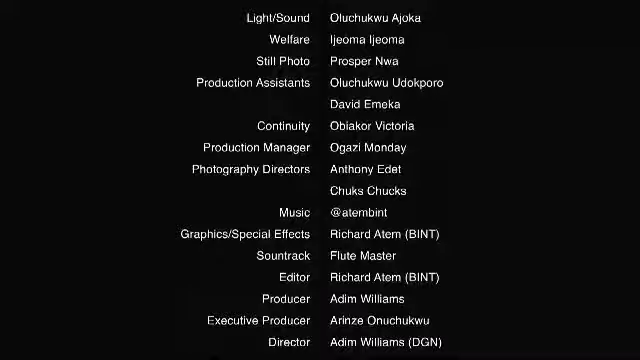 Light/Sound Oluchukwu Ajoka
Welfare Ijeoma Ijeoma
Still Photo Prosper Nwa
Production Assistants Oluchukwu Udokporo
David Emeka
Continuity Obiakor Victoria
Production Manager Ogazi Monday
Photography Directors Anthony Edet
Chuks Chucks
Music @atembint
Graphics/Special Effects Richard Atem (BINT)
Sountrack Flute Master
Editor Richard Atem (BINT)
Producer Adim Williams
Executive Producer Arinze Onuchukwu
Director Adim Williams (DGN)